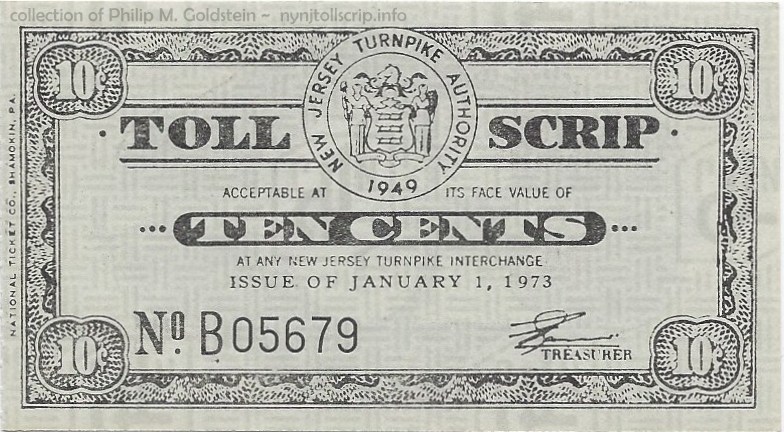 collection of Philip M. Goldstein ~ nynjtollscrip.info
10¢ 10¢
NEW JERSEY TURNPIKE AUTHORITY
1949
· TOLL SCRIP ·
ACCEPTABLE AT ITS FACE VALUE OF
··· TEN CENTS ···
AT ANY NEW JERSEY TURNPIKE INTERCHANGE
ISSUE OF JANUARY 1, 1973
No. B05679
TREASURER
10¢ 10¢
NATIONAL TICKET CO., SHAMOKIN, PA.